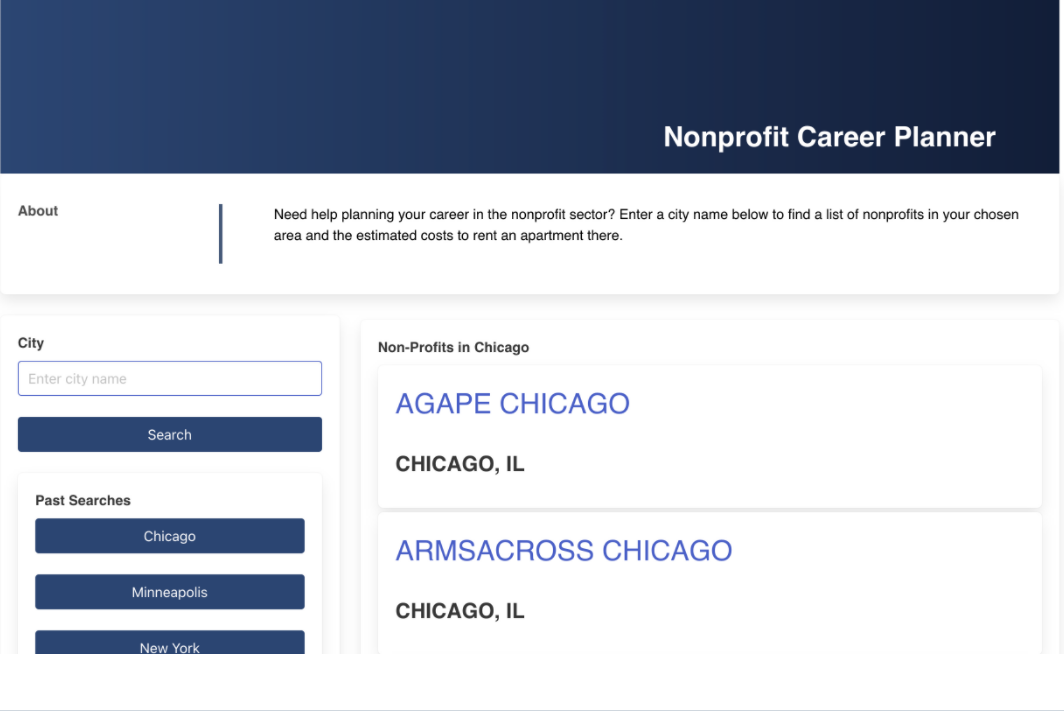 Nonprofit Career Planner
About
Need help planning your career in the nonprofit sector? Enter a city name below to find a list of nonprofits in your chosen
area and the estimated costs to rent an apartment there.
City
Enter city name
Search
Past Searches
Chicago
Minneapolis
New York
Non-Profits in Chicago
AGAPE CHICAGO
CHICAGO, IL
ARMSACROSS CHICAGO
CHICAGO, IL